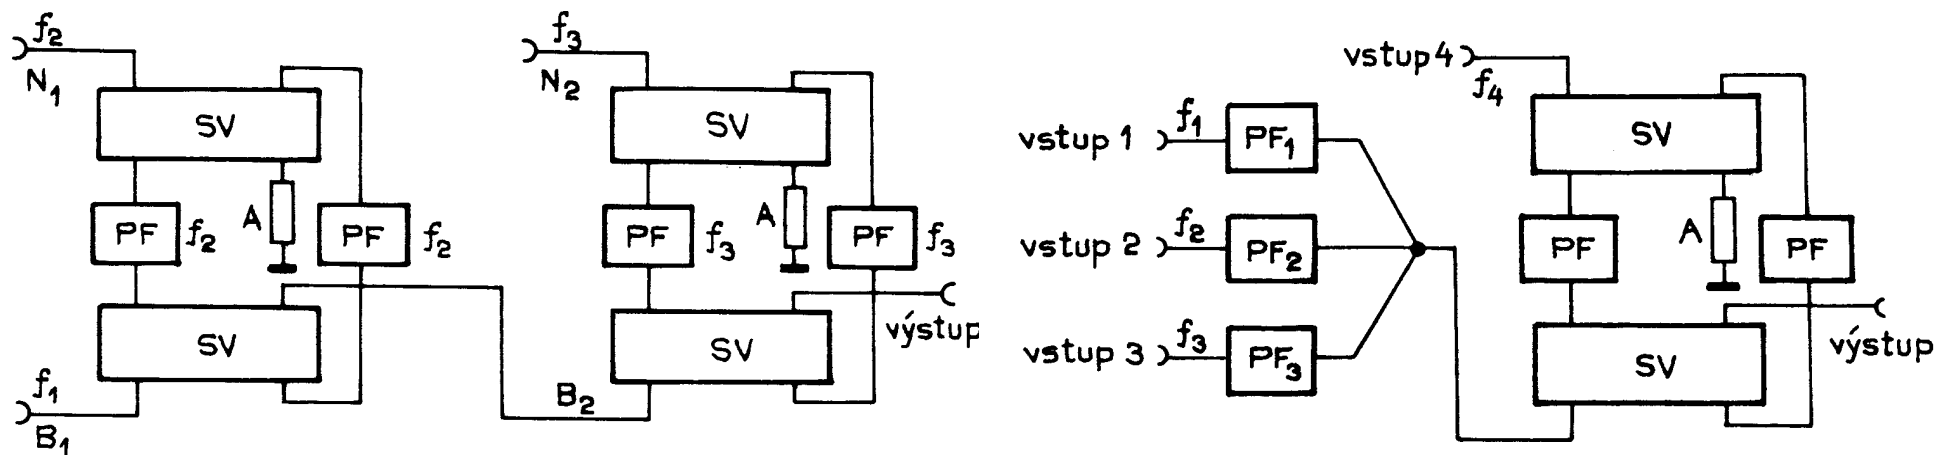 f₂
N₁
SV
PF f₂
A
PF f₂
SV
f₁
B₁
f₃
N₂
SV
PF f₃
A
PF f₃
výstup
SV
B₂
vstup 4
f₄
vstup 1 f₁ PF₁
vstup 2 f₂ PF₂
vstup 3 f₃ PF₃
SV
PF
A
PF
výstup
SV